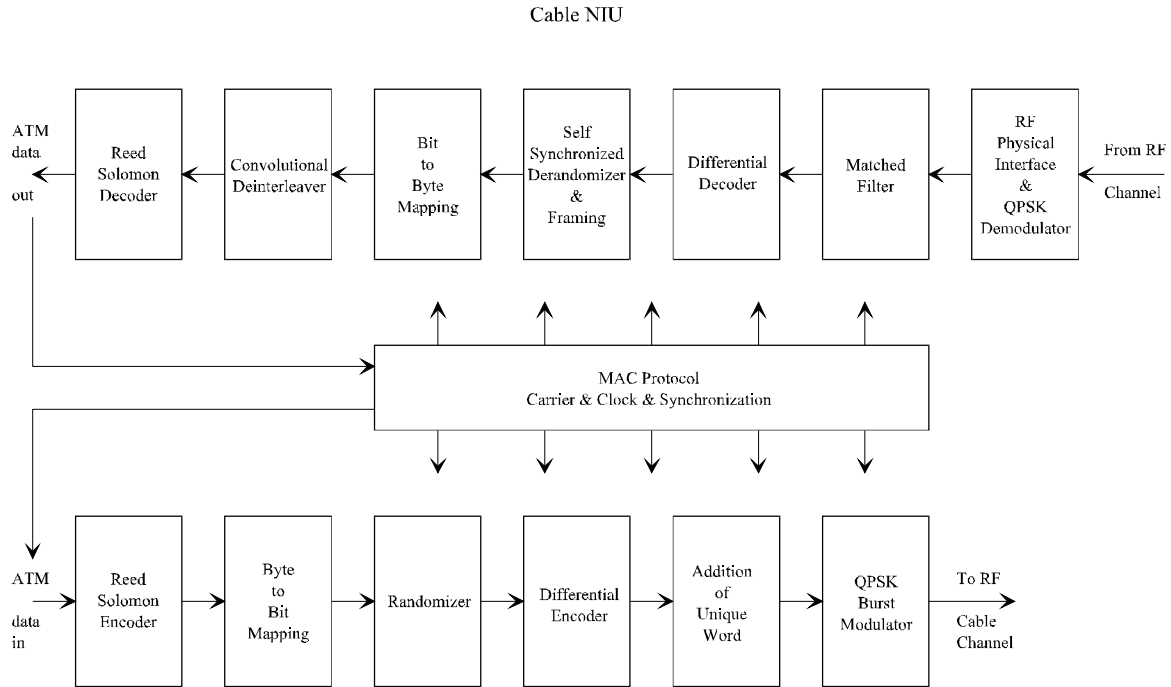 Cable NIU
ATM
data
out
Reed
Solomon
Decoder
Convolutional
Deinterleaver
Bit
to
Byte
Mapping
Self
Synchronized
Derandomizer
&
Framing
Differential
Decoder
Matched
Filter
RF
Physical
Interface
&
QPSK
Demodulator
From RF
Channel
MAC Protocol
Carrier & Clock & Synchronization
ATM
data
in
Reed
Solomon
Encoder
Byte
to
Bit
Mapping
Randomizer
Differential
Encoder
Addition
of
Unique
Word
QPSK
Burst
Modulator
To RF
Cable
Channel